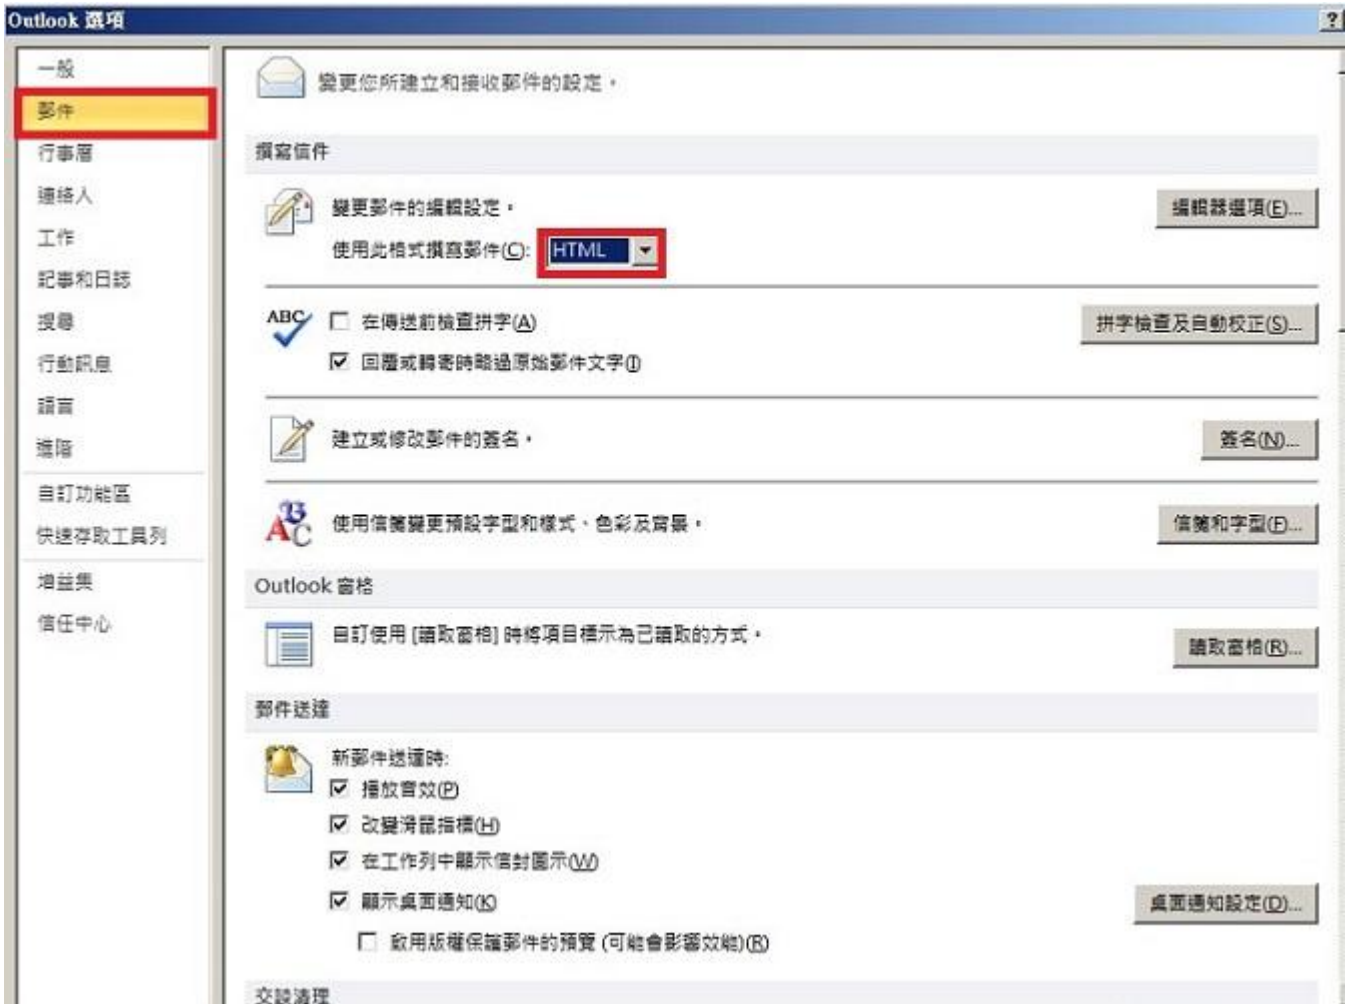 Outlook 選項
一般
郵件
行事曆
連絡人
工作
記事和日誌
搜尋
行動訊息
語言
進階
自訂功能區
快速存取工具列
增益集
信任中心
變更您所建立和接收郵件的設定。
撰寫信件
變更郵件的編輯設定。
編輯器選項(E)...
使用此格式撰寫郵件(C): HTML
ABC
在傳送前檢查拼字(A)
拼字檢查及自動校正(S)...
回覆或轉寄時略過原始郵件文字(I)
建立或修改郵件的簽名。
簽名(N)...
使用信箋變更預設字型和樣式、色彩及背景。
信箋和字型(F)...
Outlook 窗格
自訂使用 [讀取窗格] 時將項目標示為已讀取的方式。
讀取窗格(R)...
郵件送達
新郵件送達時:
播放音效(P)
改變滑鼠指標(H)
在工作列中顯示信封圖示(W)
顯示桌面通知(K)
桌面通知設定(D)...
啟用版權保護郵件的預覽 (可能會影響效能)(R)
交談清理